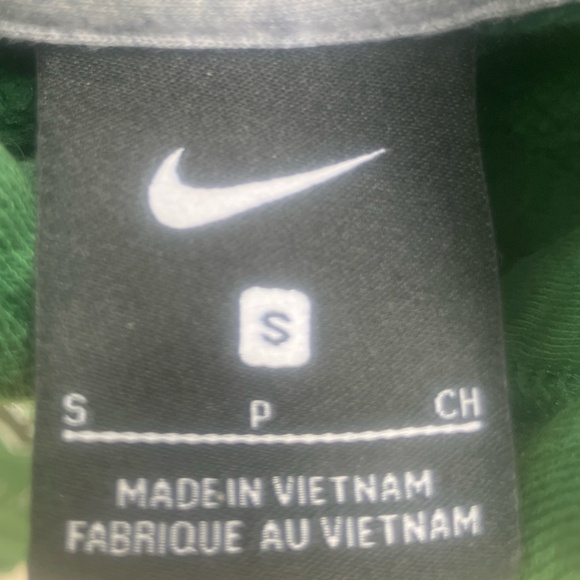 S
S P CH
MADE IN VIETNAM
FABRIQUE AU VIETNAM